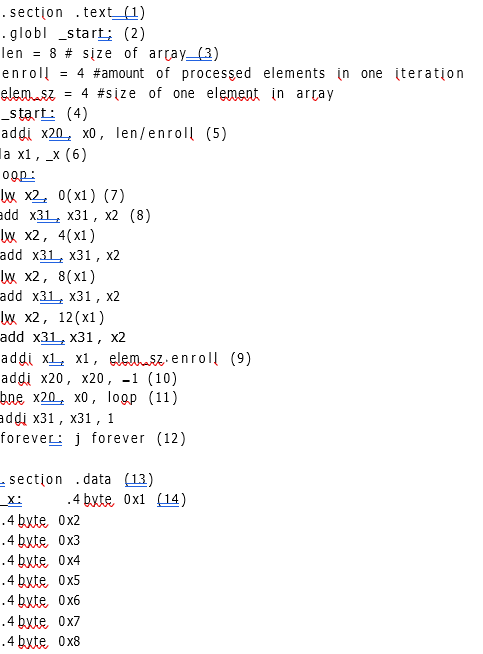 .section .text (1)
.globl _start; (2)
len = 8 # size of array (3)
enroll = 4 #amount of processed elements in one iteration
elem_sz = 4 #size of one element in array
_start: (4)
addi x20, x0, len/enroll (5)
la x1, _x (6)
oop:
lw x2, 0(x1) (7)
add x31, x31, x2 (8)
lw x2, 4(x1)
add x31, x31, x2
lw x2, 8(x1)
add x31, x31, x2
lw x2, 12(x1)
add x31, x31, x2
addi x1, x1, elem_sz.enroll (9)
addi x20, x20, –1 (10)
bne x20, x0, loop (11)
addi x31, x31, 1
forever: j forever (12)
.section .data (13)
_x: .4byte 0x1 (14)
.4byte 0x2
.4byte 0x3
.4byte 0x4
.4byte 0x5
.4byte 0x6
.4byte 0x7
.4byte 0x8